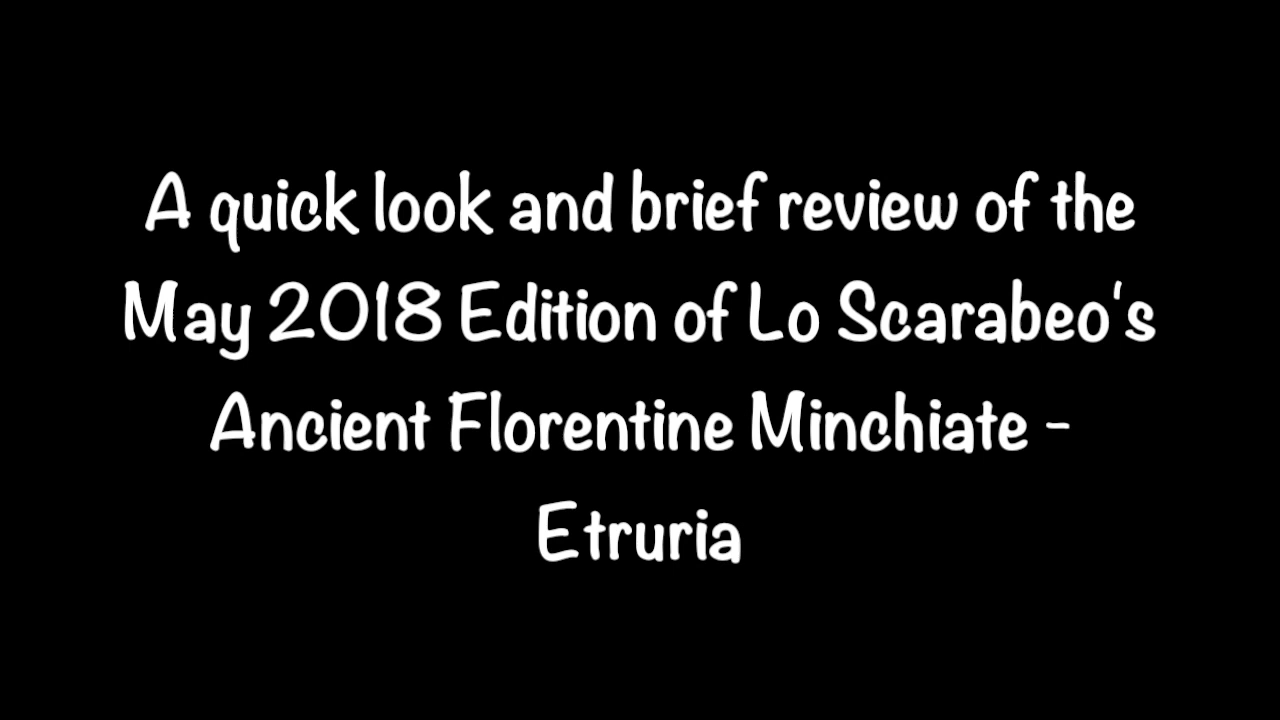 A quick look and brief review of the
May 2018 Edition of Lo Scarabeo's
Ancient Florentine Minchiate -
Etruria